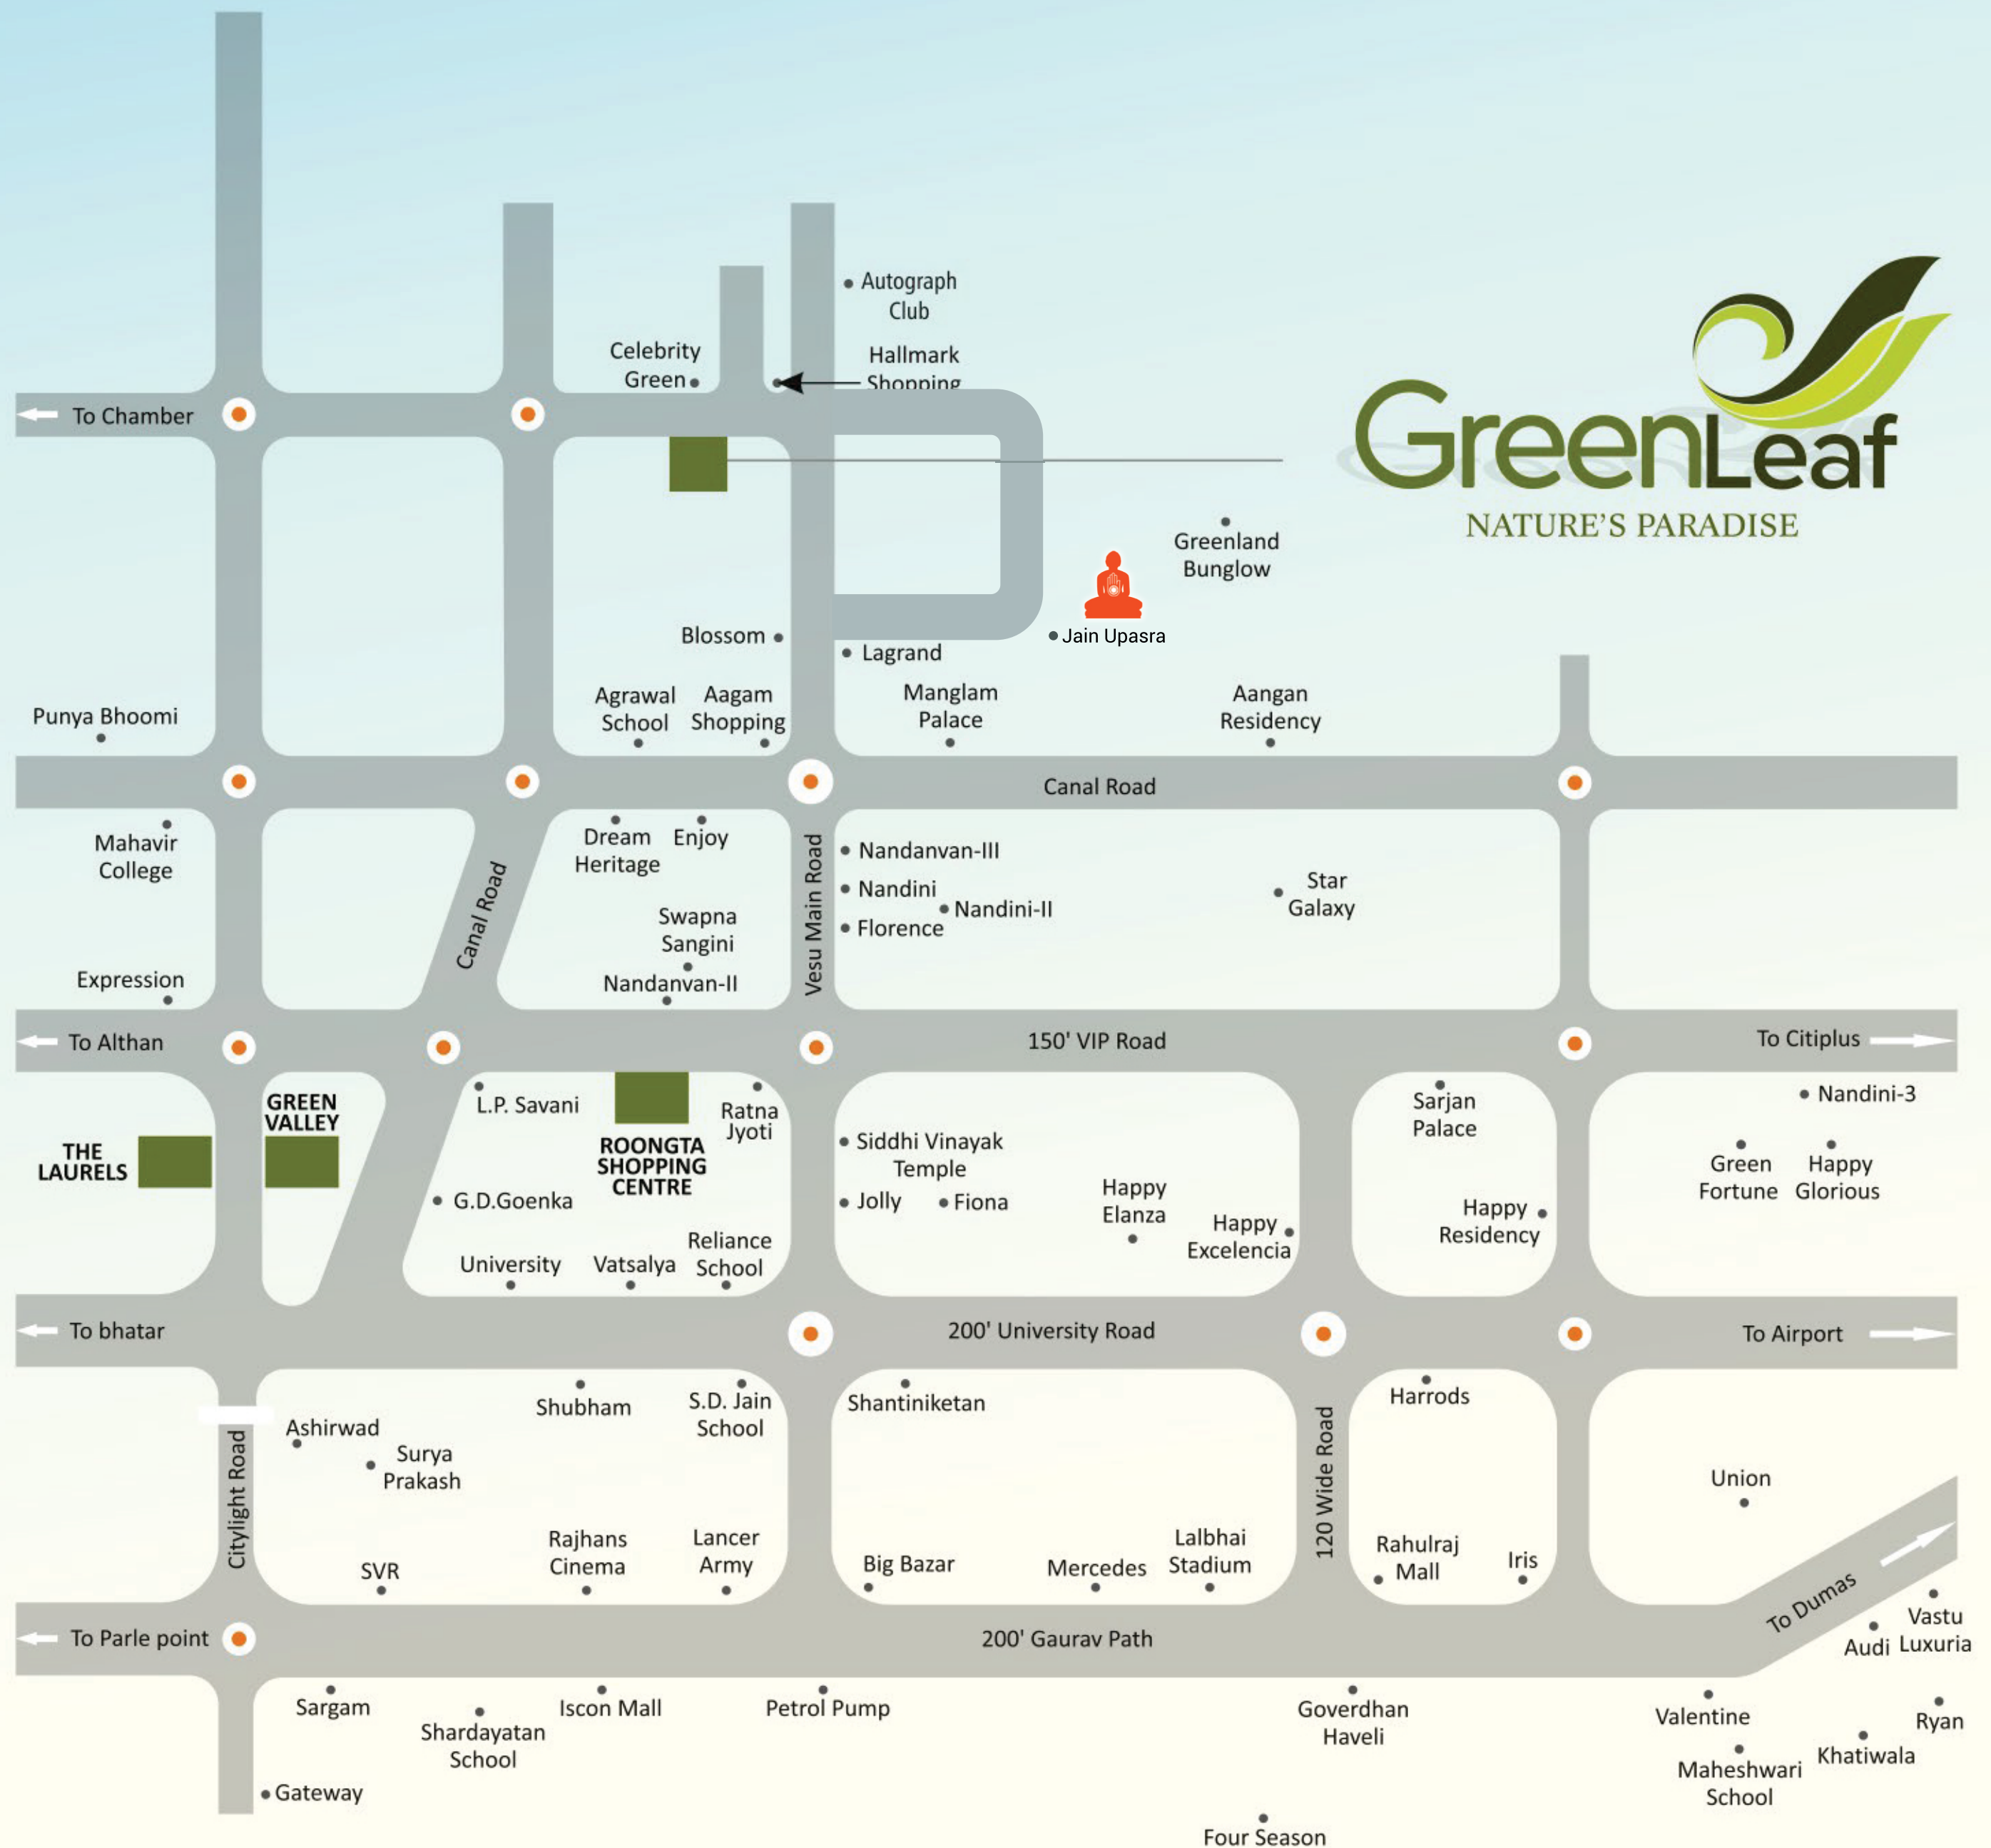 Autograph
Club
Celebrity
Green
Hallmark
Shopping
To Chamber
GreenLeaf
NATURE'S PARADISE
Greenland
Bunglow
Blossom
Jain Upasra
Lagrand
Punya Bhoomi
Agrawal
School
Aagam
Shopping
Manglam
Palace
Aangan
Residency
Canal Road
Mahavir
College
Dream
Heritage
Enjoy
Canal Road
Vesu Main Road
Nandanvan-III
Nandini
Nandini-II
Florence
Star
Galaxy
Swapna
Sangini
Expression
Nandanvan-II
To Althan
150' VIP Road
To Citiplus
THE
LAURELS
GREEN
VALLEY
L.P. Savani
ROONGTA
SHOPPING
CENTRE
Ratna
Jyoti
Siddhi Vinayak
Temple
Sarjan
Palace
Nandini-3
Green
Fortune
Happy
Glorious
G.D.Goenka
Jolly
Fiona
Happy
Elanza
Happy
Excelencia
Happy
Residency
University
Vatsalya
Reliance
School
To bhatar
200' University Road
To Airport
Shubham
S.D. Jain
School
Shantiniketan
Harrods
Ashirwad
Surya
Prakash
Citylight Road
120 Wide Road
Union
SVR
Rajhans
Cinema
Lancer
Army
Big Bazar
Mercedes
Lalbhai
Stadium
Rahulraj
Mall
Iris
To Dumas
Vastu
Luxuria
Audi
To Parle point
200' Gaurav Path
Sargam
Shardayatan
School
Iscon Mall
Petrol Pump
Goverdhan
Haveli
Valentine
Ryan
Khatiwala
Maheshwari
School
Gateway
Four Season